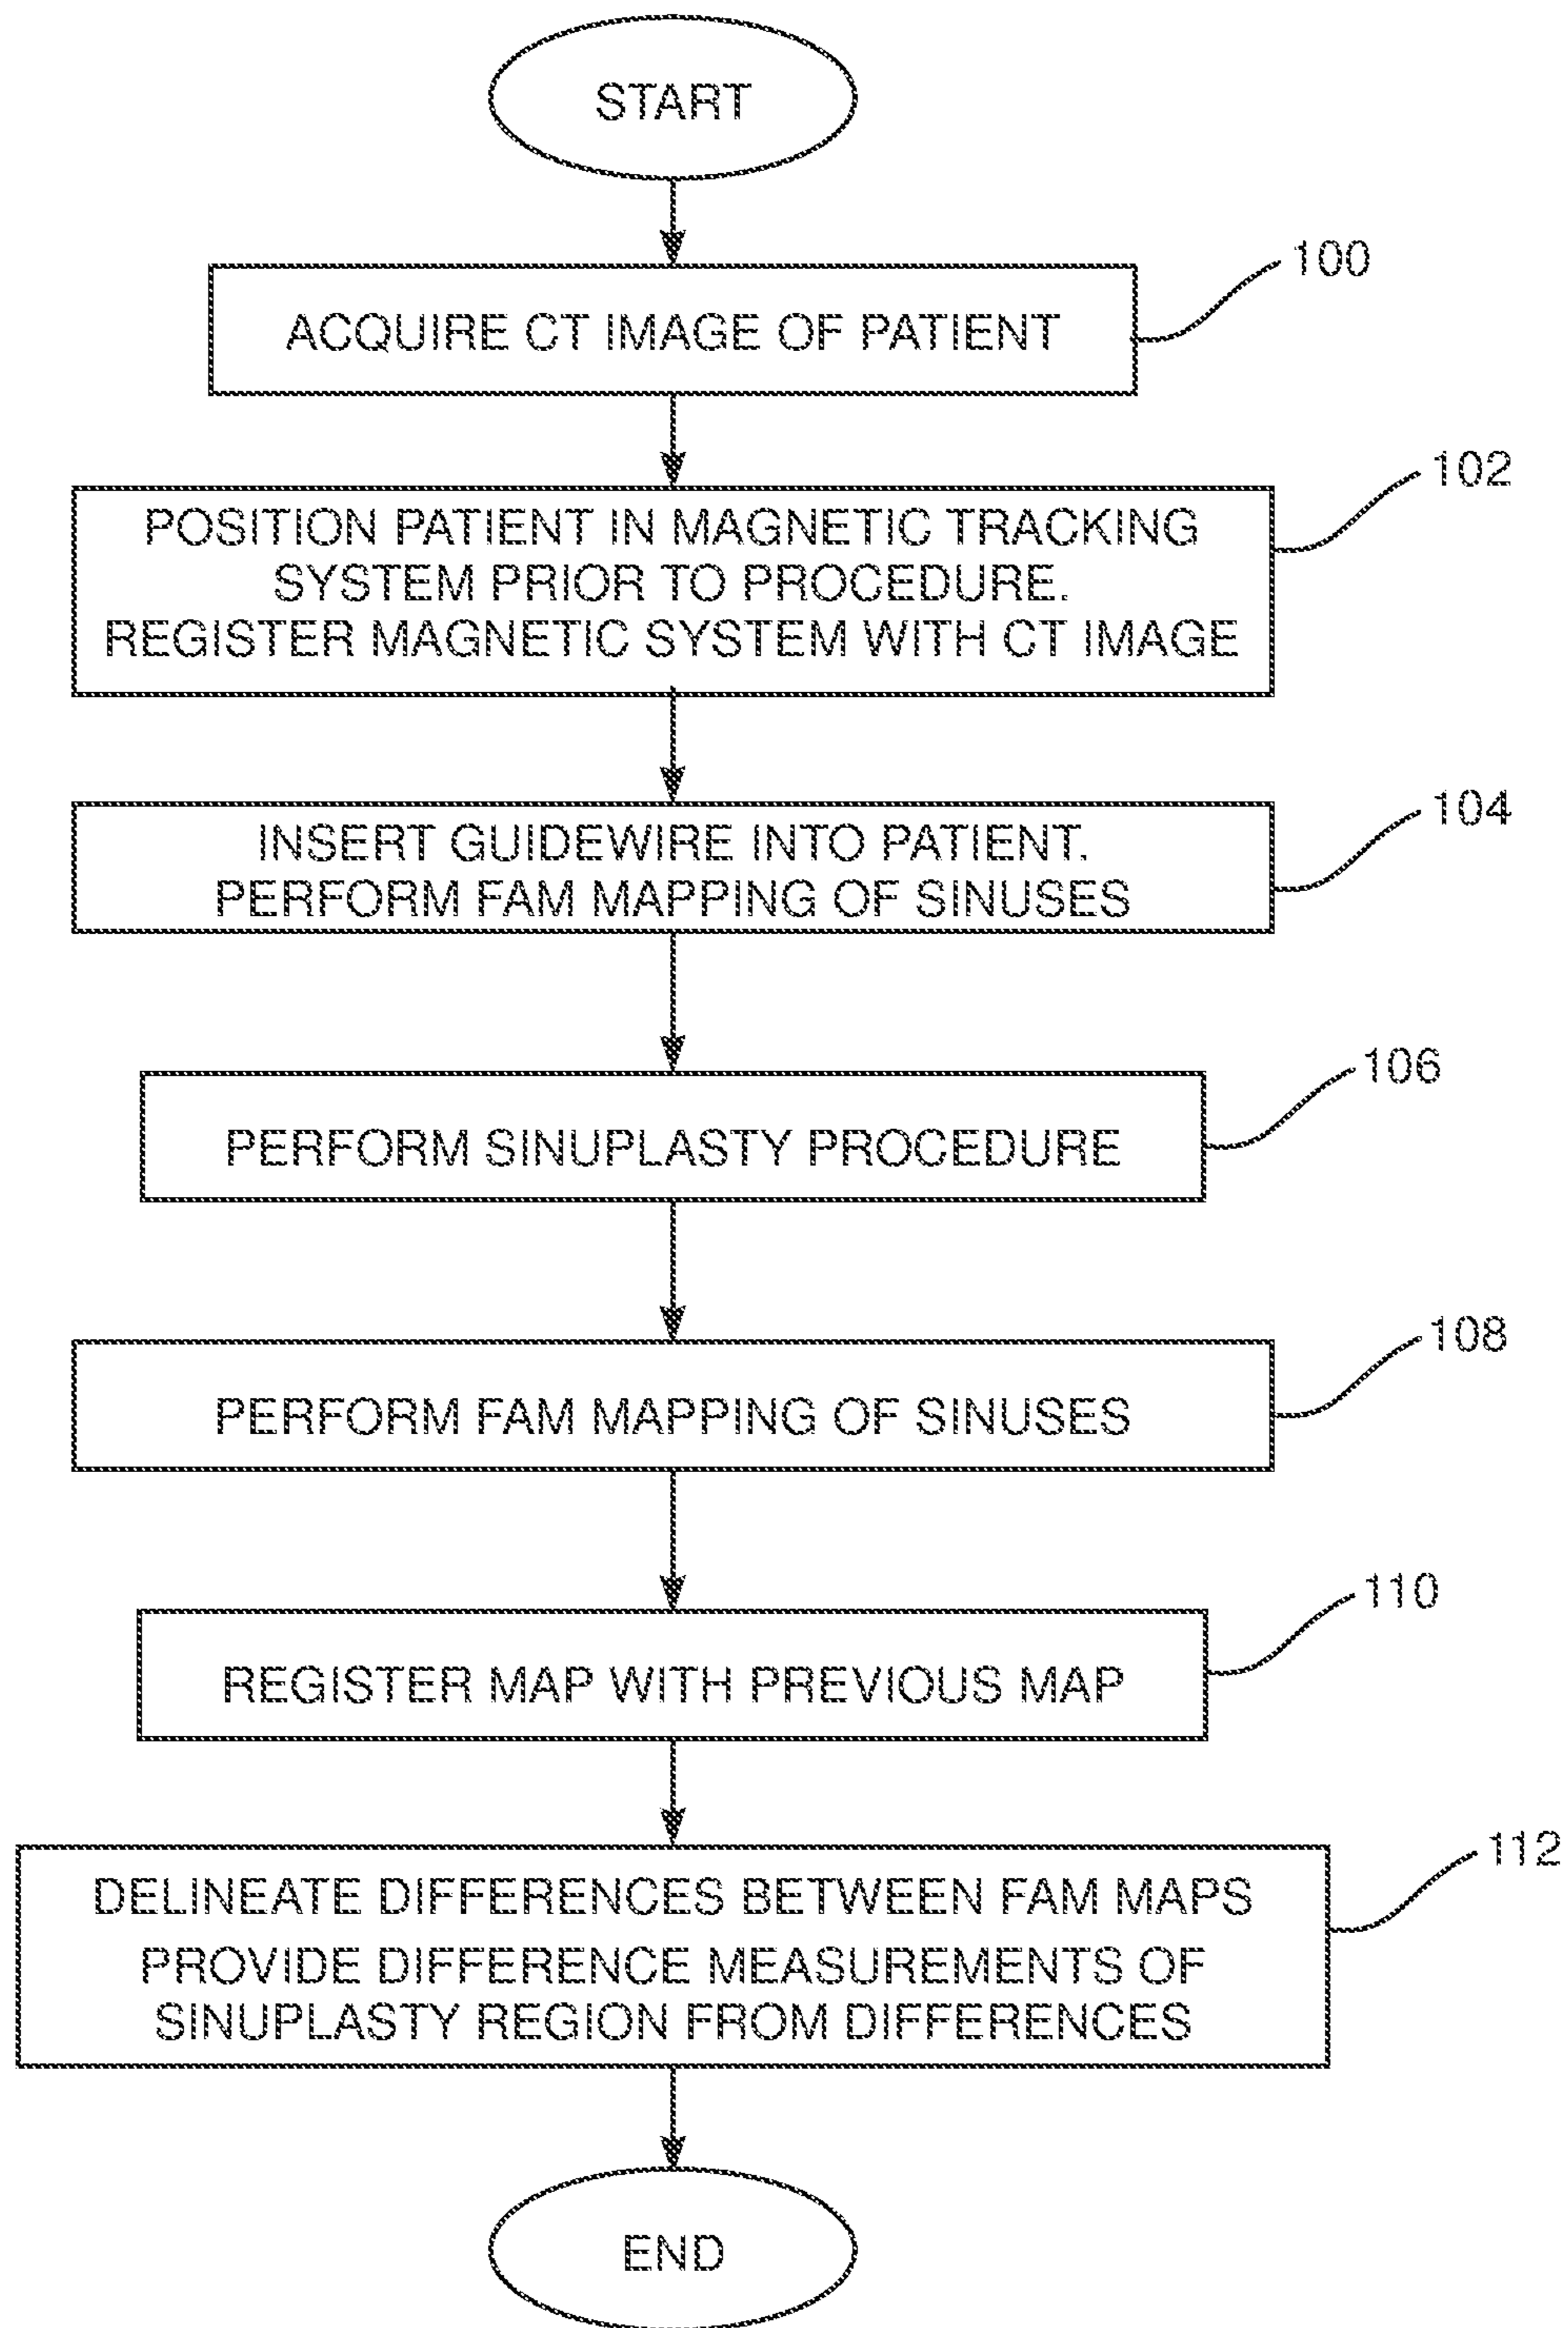 START
100
ACQUIRE CT IMAGE OF PATIENT
102
POSITION PATIENT IN MAGNETIC TRACKING
SYSTEM PRIOR TO PROCEDURE.
REGISTER MAGNETIC SYSTEM WITH CT IMAGE
104
INSERT GUIDEWIRE INTO PATIENT.
PERFORM FAM MAPPING OF SINUSES
106
PERFORM SINUPLASTY PROCEDURE
108
PERFORM FAM MAPPING OF SINUSES
110
REGISTER MAP WITH PREVIOUS MAP
112
DELINEATE DIFFERENCES BETWEEN FAM MAPS
PROVIDE DIFFERENCE MEASUREMENTS OF
SINUPLASTY REGION FROM DIFFERENCES
END